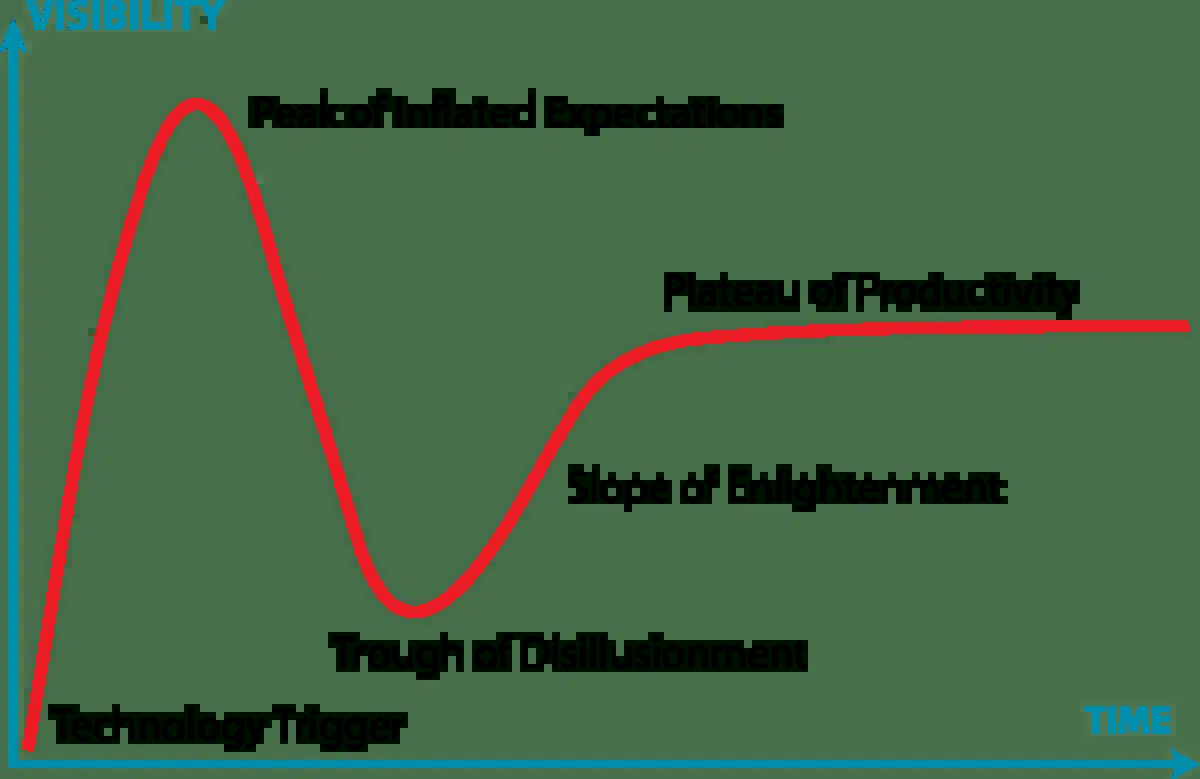 VISIBILITY
Peak of Inflated Expectations
Plateau of Productivity
Slope of Enlightenment
Trough of Disillusionment
Technology Trigger
TIME